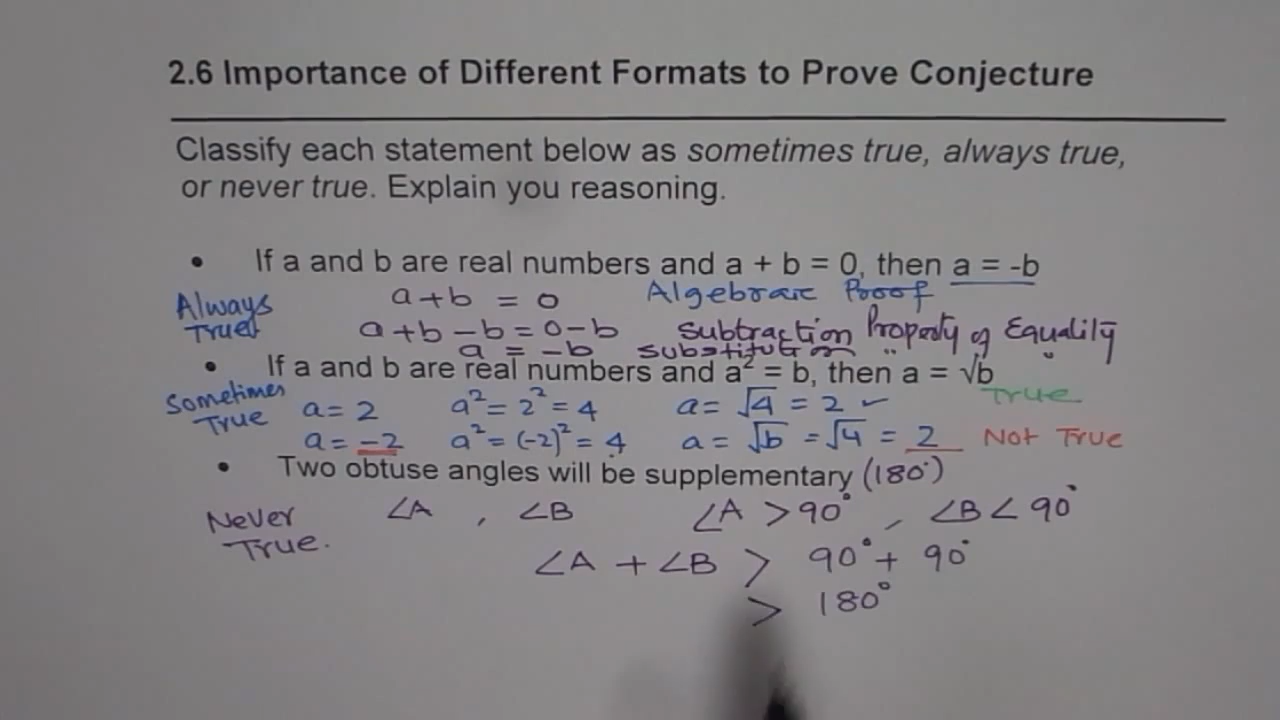 2.6 Importance of Different Formats to Prove Conjecture
Classify each statement below as sometimes true, always true,
or never true. Explain you reasoning.
• If a and b are real numbers and a + b = 0, then a = -b
Always True a+b = 0 Algebraic Proof
a+b-b = 0-b Subtraction Property of Equality
a = -b Substitution " "
• If a and b are real numbers and a² = b, then a = √b
Sometimes True a = 2 a² = 2² = 4 a = √4 = 2 ✓ True
a = -2 a² = (-2)² = 4 a = √b = √4 = 2 Not True
• Two obtuse angles will be supplementary (180°)
Never True. ∠A , ∠B ∠A > 90° , ∠B < 90°
∠A + ∠B > 90° + 90°
> 180°